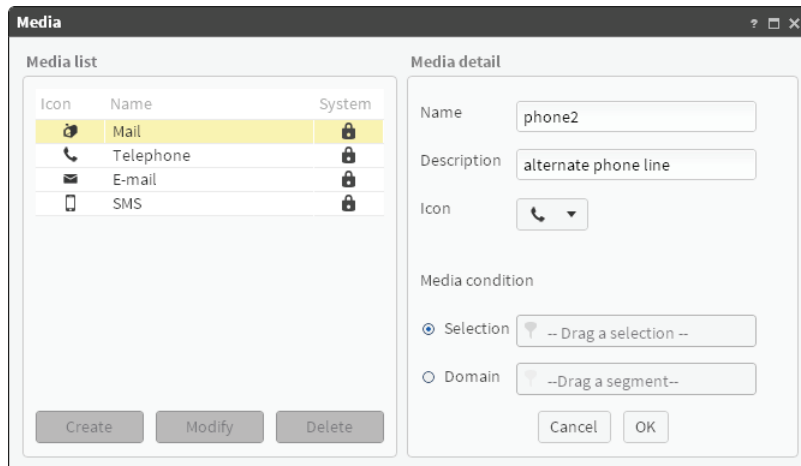 Media ?
Media list
Icon Name System
Mail
Telephone
E-mail
SMS
Create Modify Delete
Media detail
Name phone2
Description alternate phone line
Icon
Media condition
Selection -- Drag a selection --
Domain --Drag a segment--
Cancel OK